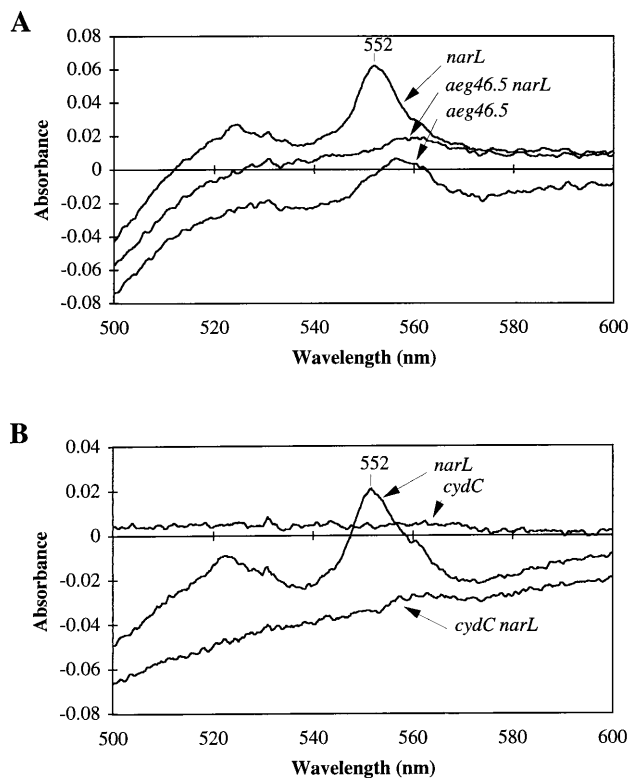 A
552
narL
aeg46.5 narL
aeg46.5
0.08
0.06
0.04
0.02
0
-0.02
-0.04
-0.06
-0.08
Absorbance
500 520 540 560 580 600
Wavelength (nm)
B
552
narL
cydC
cydC narL
0.04
0.02
0
-0.02
-0.04
-0.06
-0.08
Absorbance
500 520 540 560 580 600
Wavelength (nm)